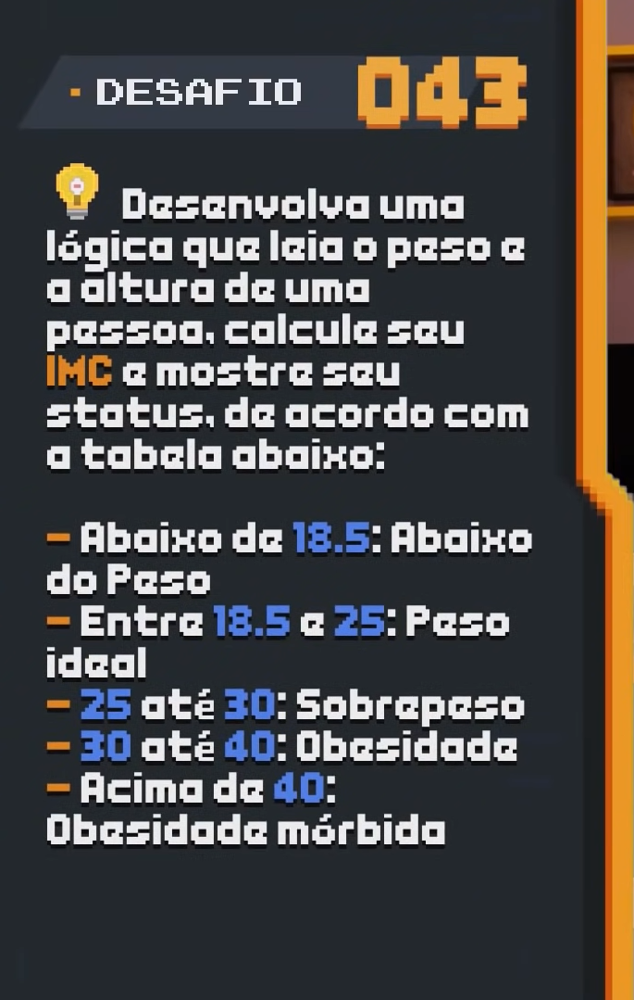 DESAFIO 043
Desenvolva uma
lógica que leia o peso e
a altura de uma
pessoa, calcule seu
IMC e mostre seu
status, de acordo com
a tabela abaixo:
- Abaixo de 18.5: Abaixo
do Peso
- Entre 18.5 e 25: Peso
ideal
- 25 até 30: Sobrepeso
- 30 até 40: Obesidade
- Acima de 40:
Obesidade mórbida